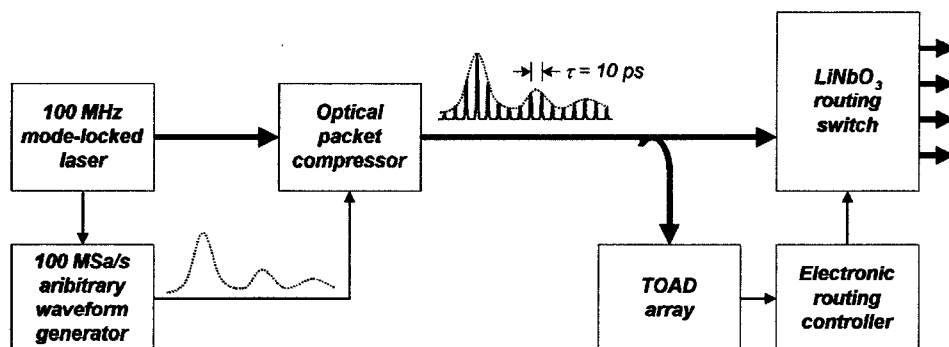 100 MHz
mode-locked
laser
Optical
packet
compressor
τ = 10 ps
LiNbO₃
routing
switch
100 MSa/s
aribitrary
waveform
generator
TOAD
array
Electronic
routing
controller